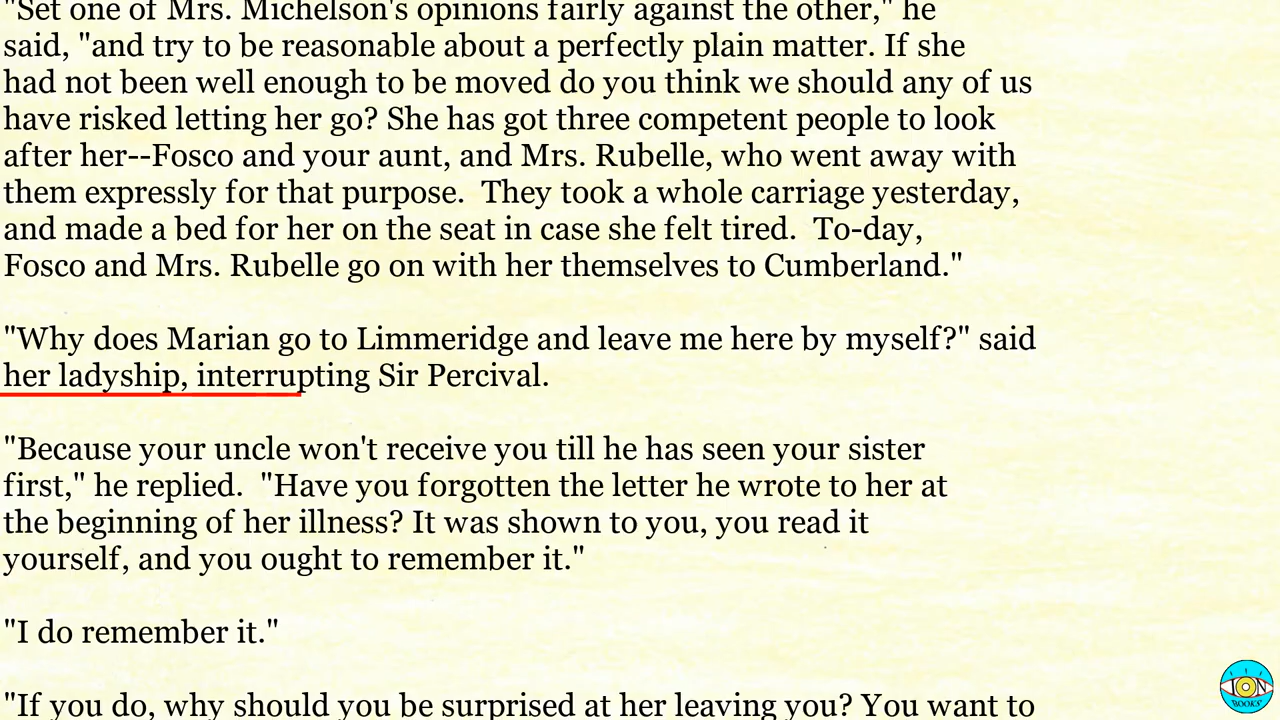 "Set one of Mrs. Michelson's opinions fairly against the other," he
said, "and try to be reasonable about a perfectly plain matter. If she
had not been well enough to be moved do you think we should any of us
have risked letting her go? She has got three competent people to look
after her--Fosco and your aunt, and Mrs. Rubelle, who went away with
them expressly for that purpose.  They took a whole carriage yesterday,
and made a bed for her on the seat in case she felt tired.  To-day,
Fosco and Mrs. Rubelle go on with her themselves to Cumberland."
"Why does Marian go to Limmeridge and leave me here by myself?" said
her ladyship, interrupting Sir Percival.
"Because your uncle won't receive you till he has seen your sister
first," he replied.  "Have you forgotten the letter he wrote to her at
the beginning of her illness? It was shown to you, you read it
yourself, and you ought to remember it."
"I do remember it."
"If you do, why should you be surprised at her leaving you? You want to
ION
BOOKS